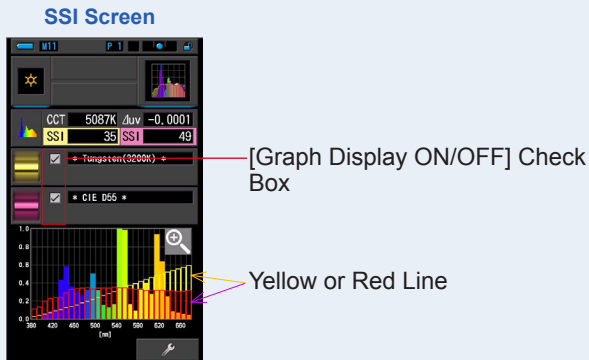 SSI Screen
M11 P 1
CCT 5087K ⊿uv -0.0001
SSI 35 SSI 49
* Tungsten(3200K) *
* CIE D55 *
[Graph Display ON/OFF] Check
Box
1.0
0.8
0.6
0.4
0.2
0.0
380 420 460 500 540 580 620 660
[nm]
Yellow or Red Line